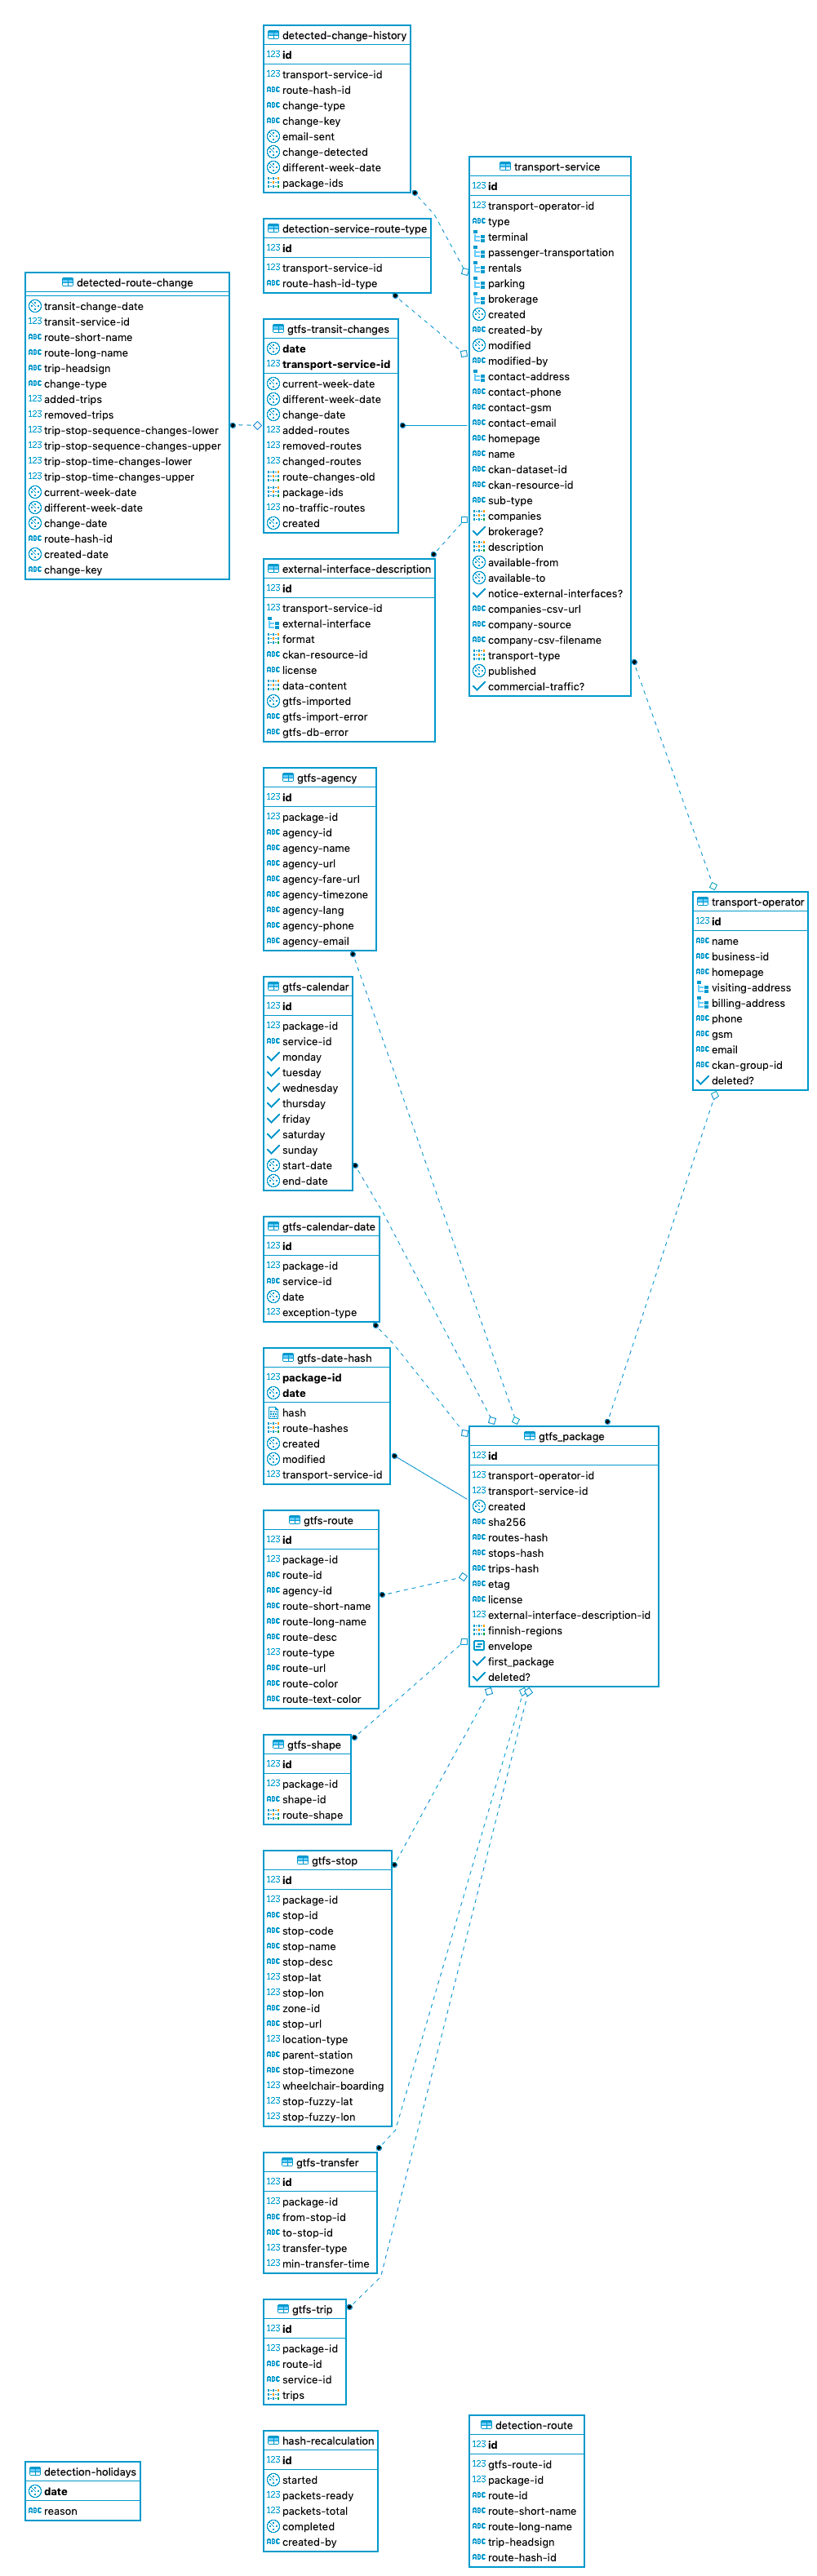 detected-change-history
123 id
123 transport-service-id
ABC route-hash-id
ABC change-type
ABC change-key
email-sent
change-detected
different-week-date
package-ids
detection-service-route-type
123 id
123 transport-service-id
ABC route-hash-id-type
detected-route-change
transit-change-date
123 transit-service-id
ABC route-short-name
ABC route-long-name
ABC trip-headsign
ABC change-type
123 added-trips
123 removed-trips
123 trip-stop-sequence-changes-lower
123 trip-stop-sequence-changes-upper
123 trip-stop-time-changes-lower
123 trip-stop-time-changes-upper
current-week-date
different-week-date
change-date
ABC route-hash-id
created-date
ABC change-key
gtfs-transit-changes
date
123 transport-service-id
current-week-date
different-week-date
change-date
123 added-routes
123 removed-routes
123 changed-routes
route-changes-old
package-ids
123 no-traffic-routes
created
external-interface-description
123 id
123 transport-service-id
external-interface
format
ABC ckan-resource-id
ABC license
data-content
gtfs-imported
ABC gtfs-import-error
ABC gtfs-db-error
transport-service
123 id
123 transport-operator-id
ABC type
terminal
passenger-transportation
rentals
parking
brokerage
created
ABC created-by
modified
ABC modified-by
contact-address
ABC contact-phone
ABC contact-gsm
ABC contact-email
ABC homepage
ABC name
ABC ckan-dataset-id
ABC ckan-resource-id
ABC sub-type
companies
brokerage?
description
available-from
available-to
notice-external-interfaces?
ABC companies-csv-url
ABC company-source
ABC company-csv-filename
transport-type
published
commercial-traffic?
gtfs-agency
123 id
123 package-id
ABC agency-id
ABC agency-name
ABC agency-url
ABC agency-fare-url
ABC agency-timezone
ABC agency-lang
ABC agency-phone
ABC agency-email
transport-operator
123 id
ABC name
ABC business-id
ABC homepage
visiting-address
billing-address
ABC phone
ABC gsm
ABC email
ABC ckan-group-id
deleted?
gtfs-calendar
123 id
123 package-id
ABC service-id
monday
tuesday
wednesday
thursday
friday
saturday
sunday
start-date
end-date
gtfs-calendar-date
123 id
123 package-id
ABC service-id
date
123 exception-type
gtfs-date-hash
123 package-id
date
hash
route-hashes
created
modified
123 transport-service-id
gtfs_package
123 id
123 transport-operator-id
123 transport-service-id
created
ABC sha256
ABC routes-hash
ABC stops-hash
ABC trips-hash
ABC etag
ABC license
123 external-interface-description-id
finnish-regions
envelope
first_package
deleted?
gtfs-route
123 id
123 package-id
ABC route-id
ABC agency-id
ABC route-short-name
ABC route-long-name
ABC route-desc
123 route-type
ABC route-url
ABC route-color
ABC route-text-color
gtfs-shape
123 id
123 package-id
ABC shape-id
route-shape
gtfs-stop
123 id
123 package-id
ABC stop-id
ABC stop-code
ABC stop-name
ABC stop-desc
123 stop-lat
123 stop-lon
ABC zone-id
ABC stop-url
123 location-type
ABC parent-station
ABC stop-timezone
123 wheelchair-boarding
ABC stop-fuzzy-lat
ABC stop-fuzzy-lon
gtfs-transfer
123 id
123 package-id
ABC from-stop-id
ABC to-stop-id
123 transfer-type
123 min-transfer-time
gtfs-trip
123 id
123 package-id
ABC route-id
ABC service-id
trips
hash-recalculation
123 id
started
123 packets-ready
123 packets-total
completed
ABC created-by
detection-holidays
date
ABC reason
detection-route
123 id
123 gtfs-route-id
123 package-id
ABC route-id
ABC route-short-name
ABC route-long-name
ABC trip-headsign
ABC route-hash-id